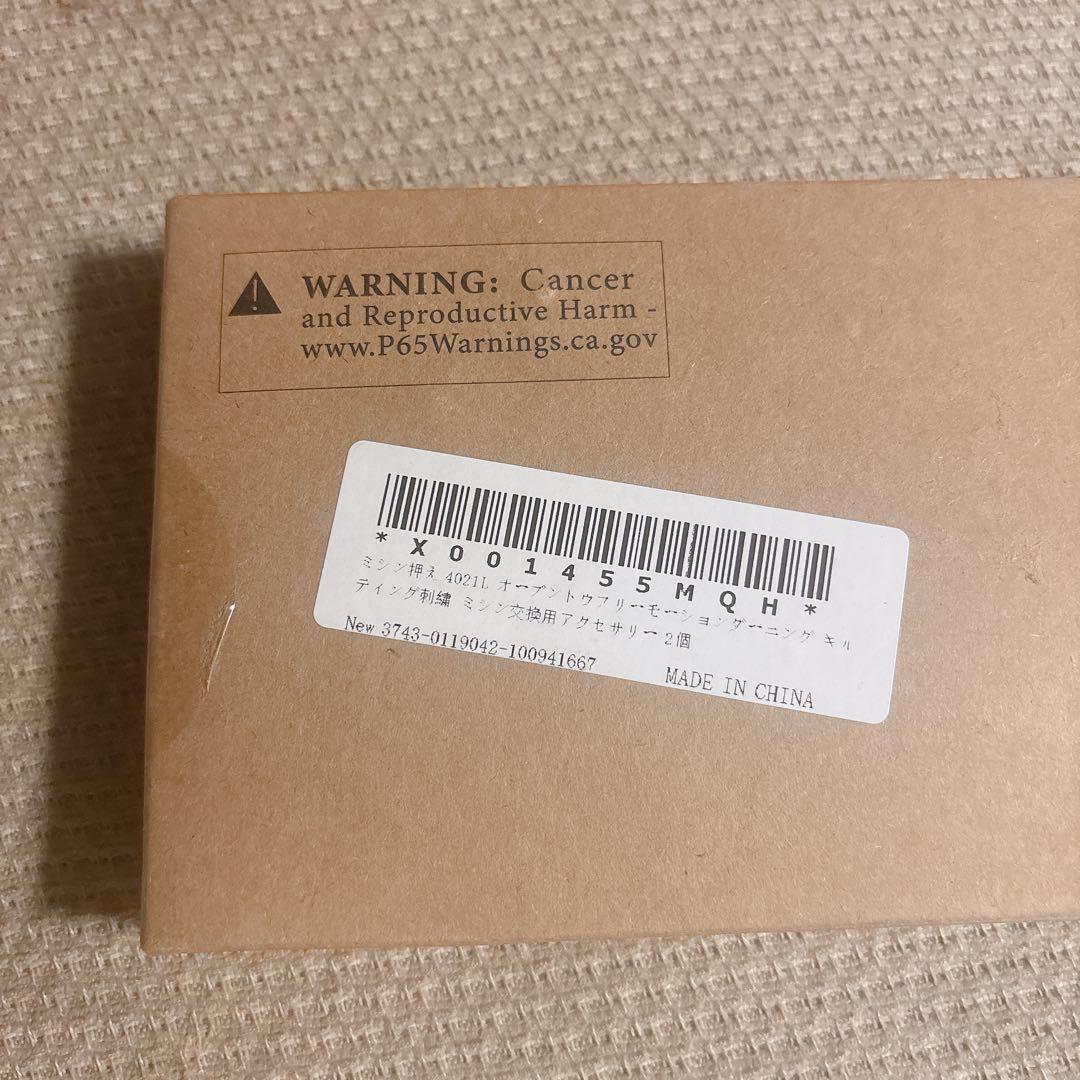 WARNING: Cancer
and Reproductive Harm -
www.P65Warnings.ca.gov
*X001455MQH*
ミシン押え 4021L オープントウフリーモーションダーニング キル
ティング刺繍 ミシン交換用アクセサリー 2個
New 3743-0119042-100941667
MADE IN CHINA